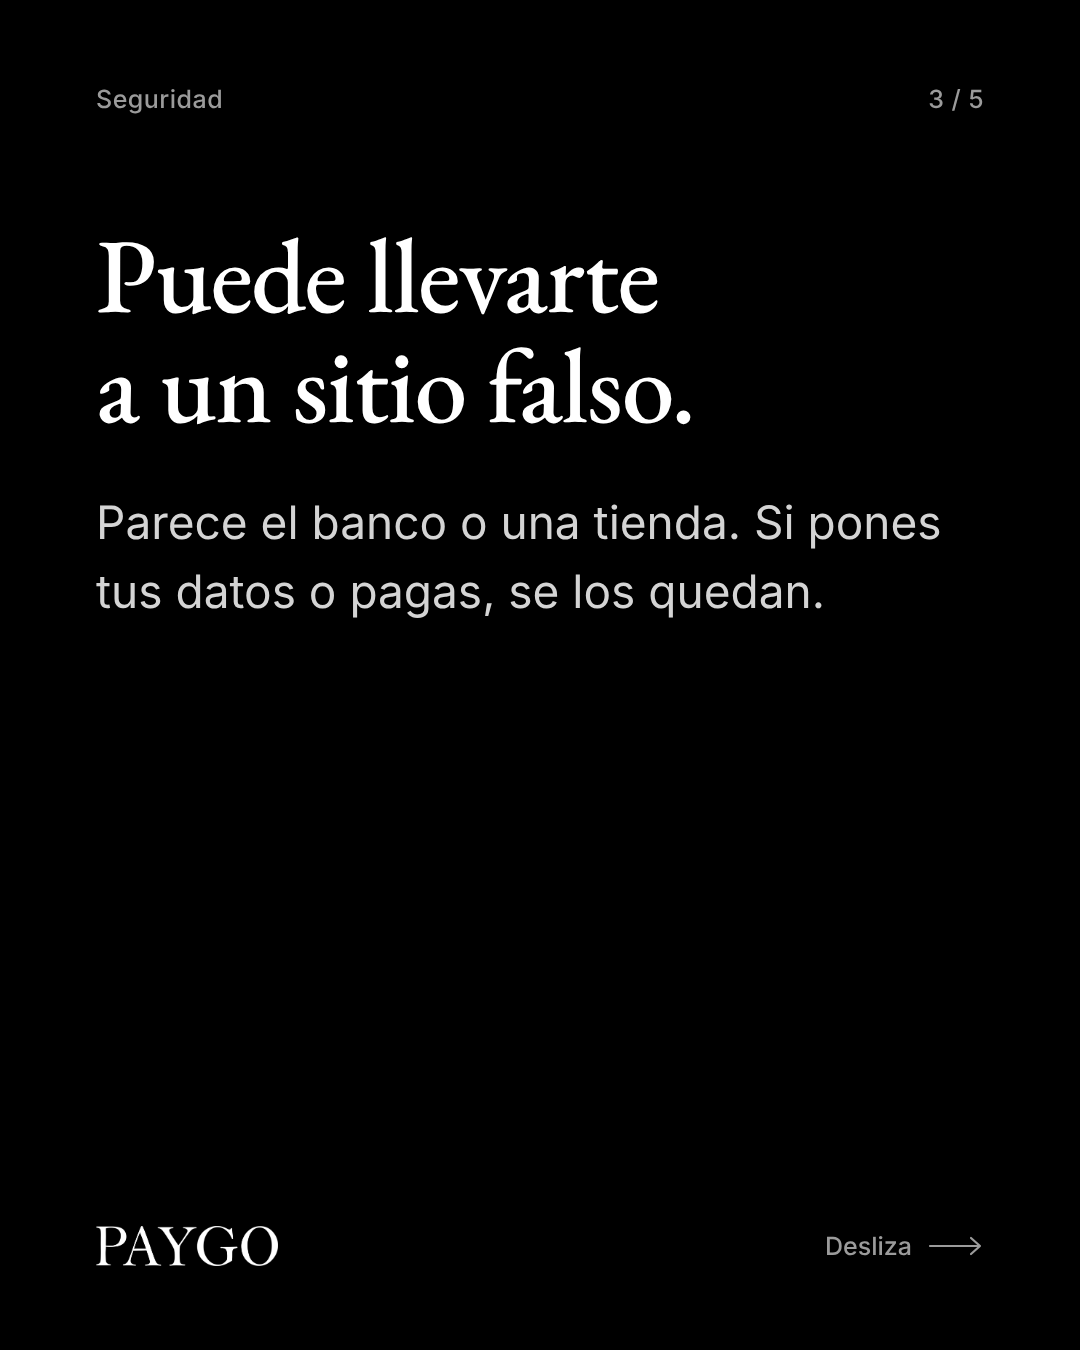 Seguridad
3 / 5
Puede llevarte
a un sitio falso.
Parece el banco o una tienda. Si pones
tus datos o pagas, se los quedan.
PAYGO
Desliza